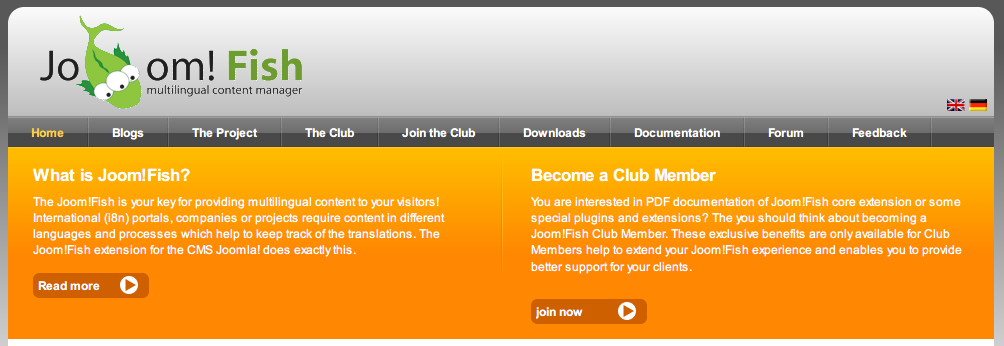 Joom! Fish
multilingual content manager
Home Blogs The Project The Club Join the Club Downloads Documentation Forum Feedback
What is Joom!Fish?
The Joom!Fish is your key for providing multilingual content to your visitors!
International (i8n) portals, companies or projects require content in different
languages and processes which help to keep track of the translations. The
Joom!Fish extension for the CMS Joomla! does exactly this.
Read more
Become a Club Member
You are interested in PDF documentation of Joom!Fish core extension or some
special plugins and extensions? The you should think about becoming a
Joom!Fish Club Member. These exclusive benefits are only available for Club
Members help to extend your Joom!Fish experience and enables you to provide
better support for your clients.
join now